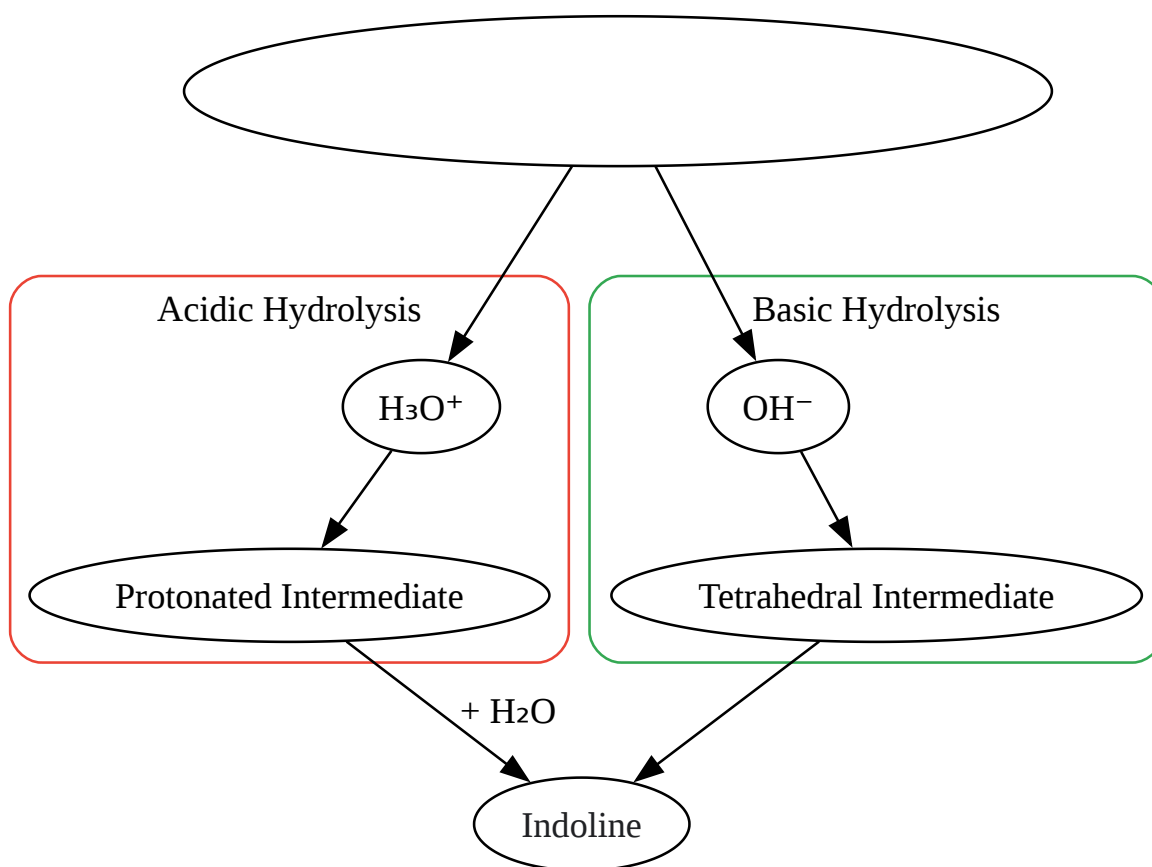 Acidic Hydrolysis
Basic Hydrolysis
H₃O⁺
OH⁻
Protonated Intermediate
Tetrahedral Intermediate
+ H₂O
Indoline